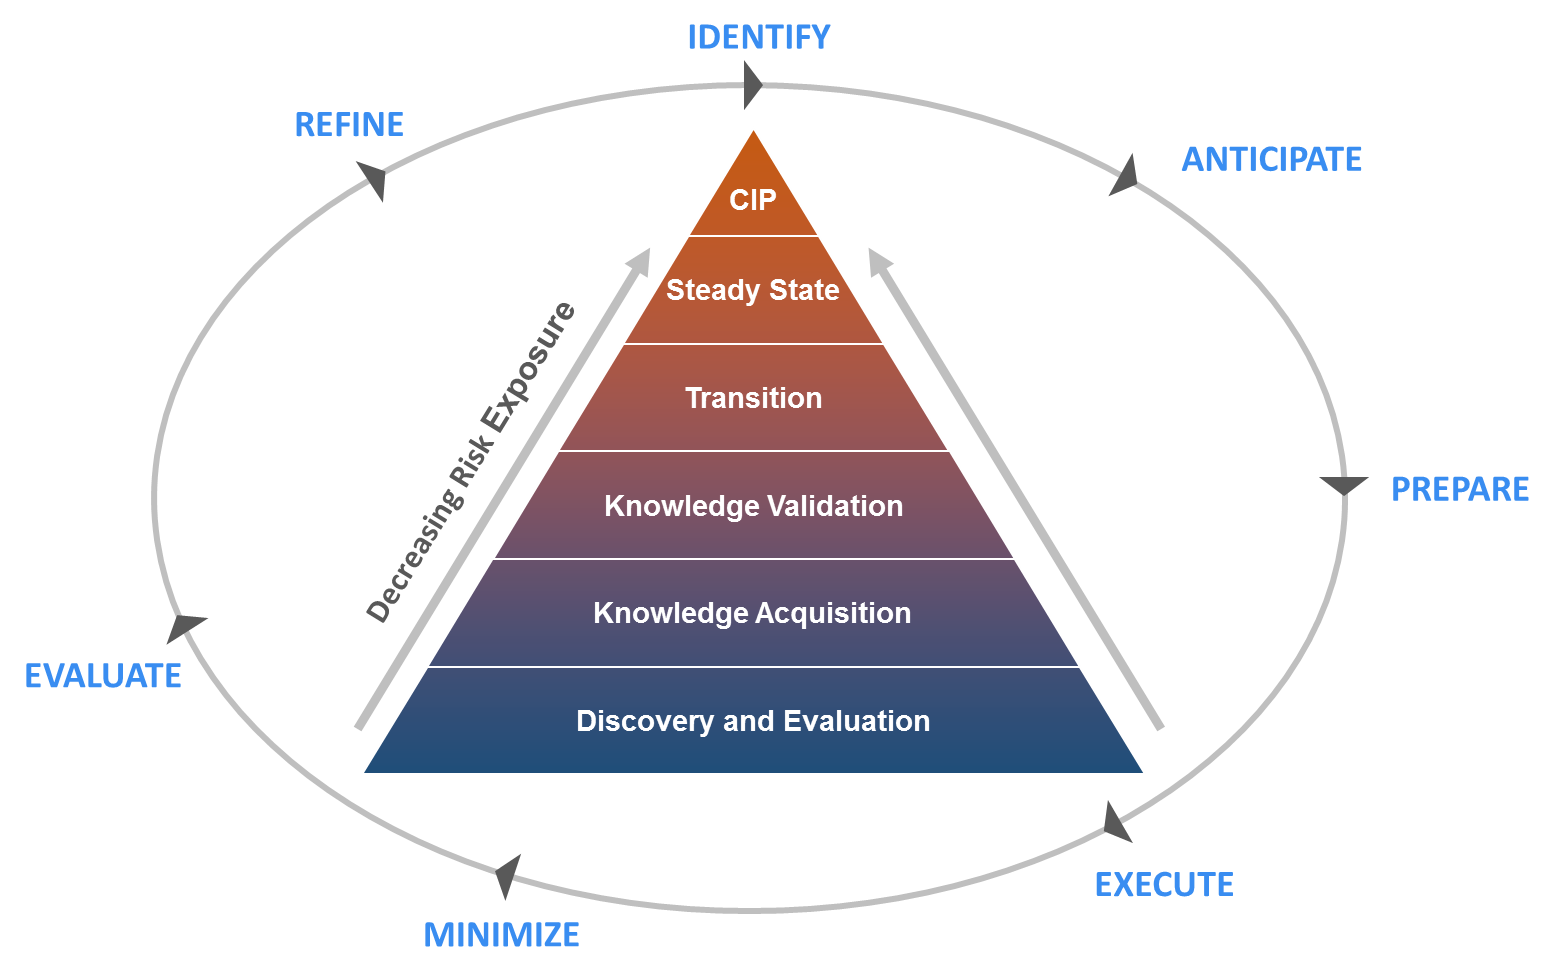 IDENTIFY
REFINE
ANTICIPATE
CIP
Steady State
Decreasing Risk Exposure
Transition
Knowledge Validation
PREPARE
Knowledge Acquisition
EVALUATE
Discovery and Evaluation
EXECUTE
MINIMIZE